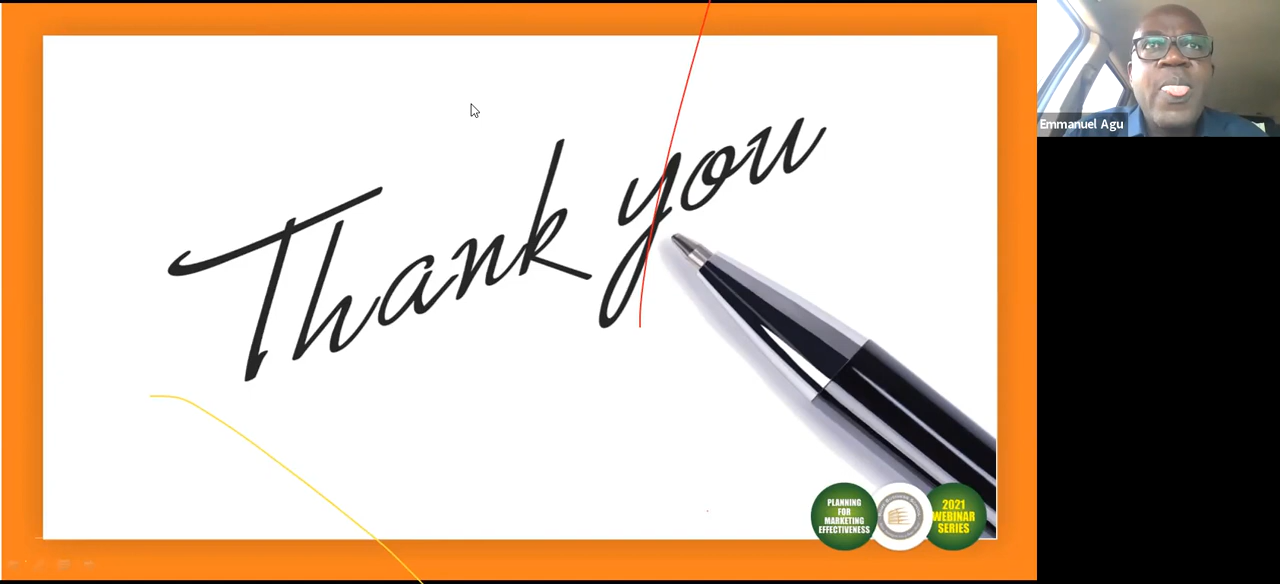 Thank you
Emmanuel Agu
PLANNING
FOR
MARKETING
EFFECTIVENESS
2021
WEBINAR
SERIES